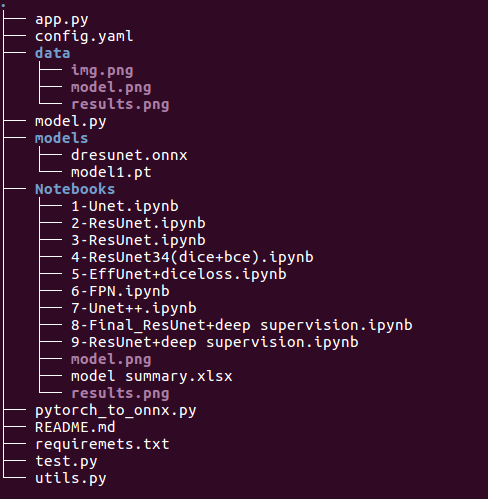 .
├── app.py
├── config.yaml
├── data
│   ├── img.png
│   ├── model.png
│   └── results.png
├── model.py
├── models
│   ├── dresunet.onnx
│   └── model1.pt
├── Notebooks
│   ├── 1-Unet.ipynb
│   ├── 2-ResUnet.ipynb
│   ├── 3-ResUnet.ipynb
│   ├── 4-ResUNet34(dice+bce).ipynb
│   ├── 5-EffUnet+diceloss.ipynb
│   ├── 6-FPN.ipynb
│   ├── 7-Unet++.ipynb
│   ├── 8-Final_ResUnet+deep supervision.ipynb
│   ├── 9-ResUnet+deep supervision.ipynb
│   ├── model.png
│   ├── model summary.xlsx
│   └── results.png
├── pytorch_to_onnx.py
├── README.md
├── requiremets.txt
├── test.py
└── utils.py